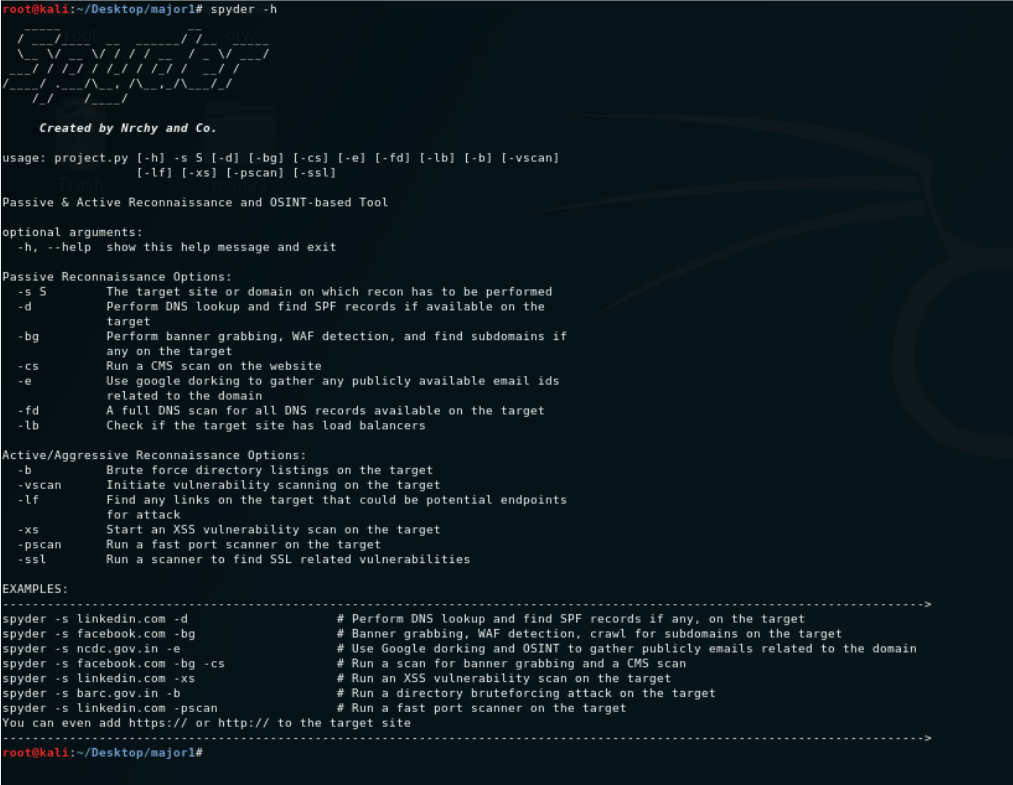 root@kali:~/Desktop/major1# spyder -h
Spyder
Created by Nrchy and Co.
usage: project.py [-h] -s S [-d] [-bg] [-cs] [-e] [-fd] [-lb] [-b] [-vscan]
[-lf] [-xs] [-pscan] [-ssl]
Passive & Active Reconnaissance and OSINT-based Tool
optional arguments:
-h, --help show this help message and exit
Passive Reconnaissance Options:
-s S The target site or domain on which recon has to be performed
-d Perform DNS lookup and find SPF records if available on the
target
-bg Perform banner grabbing, WAF detection, and find subdomains if
any on the target
-cs Run a CMS scan on the website
-e Use google dorking to gather any publicly available email ids
related to the domain
-fd A full DNS scan for all DNS records available on the target
-lb Check if the target site has load balancers
Active/Aggressive Reconnaissance Options:
-b Brute force directory listings on the target
-vscan Initiate vulnerability scanning on the target
-lf Find any links on the target that could be potential endpoints
for attack
-xs Start an XSS vulnerability scan on the target
-pscan Run a fast port scanner on the target
-ssl Run a scanner to find SSL related vulnerabilities
EXAMPLES:
---------------------------------------------------------------------------------------------------------------------------->
spyder -s linkedin.com -d # Perform DNS lookup and find SPF records if any, on the target
spyder -s facebook.com -bg # Banner grabbing, WAF detection, crawl for subdomains on the target
spyder -s ncdc.gov.in -e # Use Google dorking and OSINT to gather publicly emails related to the domain
spyder -s facebook.com -bg -cs # Run a scan for banner grabbing and a CMS scan
spyder -s linkedin.com -xs # Run an XSS vulnerability scan on the target
spyder -s barc.gov.in -b # Run a directory bruteforcing attack on the target
spyder -s linkedin.com -pscan # Run a fast port scanner on the target
You can even add https:// or http:// to the target site
---------------------------------------------------------------------------------------------------------------------------->
root@kali:~/Desktop/major1#
Trash
major1